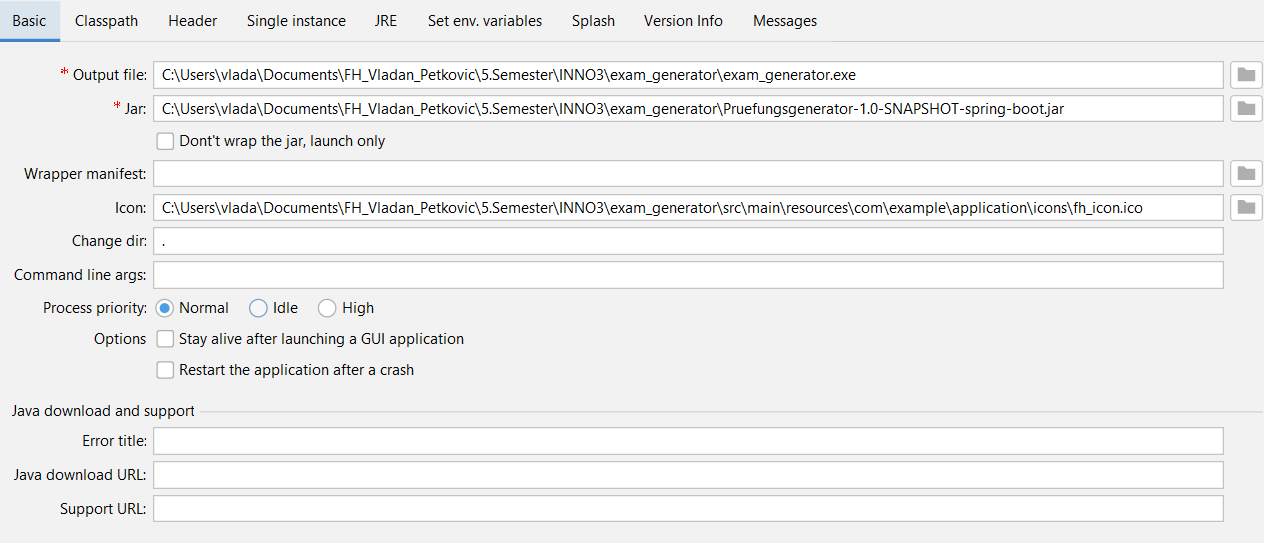 Basic Classpath Header Single instance JRE Set env. variables Splash Version Info Messages
* Output file: C:\Users\vlada\Documents\FH_Vladan_Petkovic\5.Semester\INNO3\exam_generator\exam_generator.exe
* Jar: C:\Users\vlada\Documents\FH_Vladan_Petkovic\5.Semester\INNO3\exam_generator\Pruefungsgenerator-1.0-SNAPSHOT-spring-boot.jar
Dont't wrap the jar, launch only
Wrapper manifest:
Icon: C:\Users\vlada\Documents\FH_Vladan_Petkovic\5.Semester\INNO3\exam_generator\src\main\resources\com\example\application\icons\fh_icon.ico
Change dir: .
Command line args:
Process priority: Normal Idle High
Options Stay alive after launching a GUI application
Restart the application after a crash
Java download and support
Error title:
Java download URL:
Support URL: